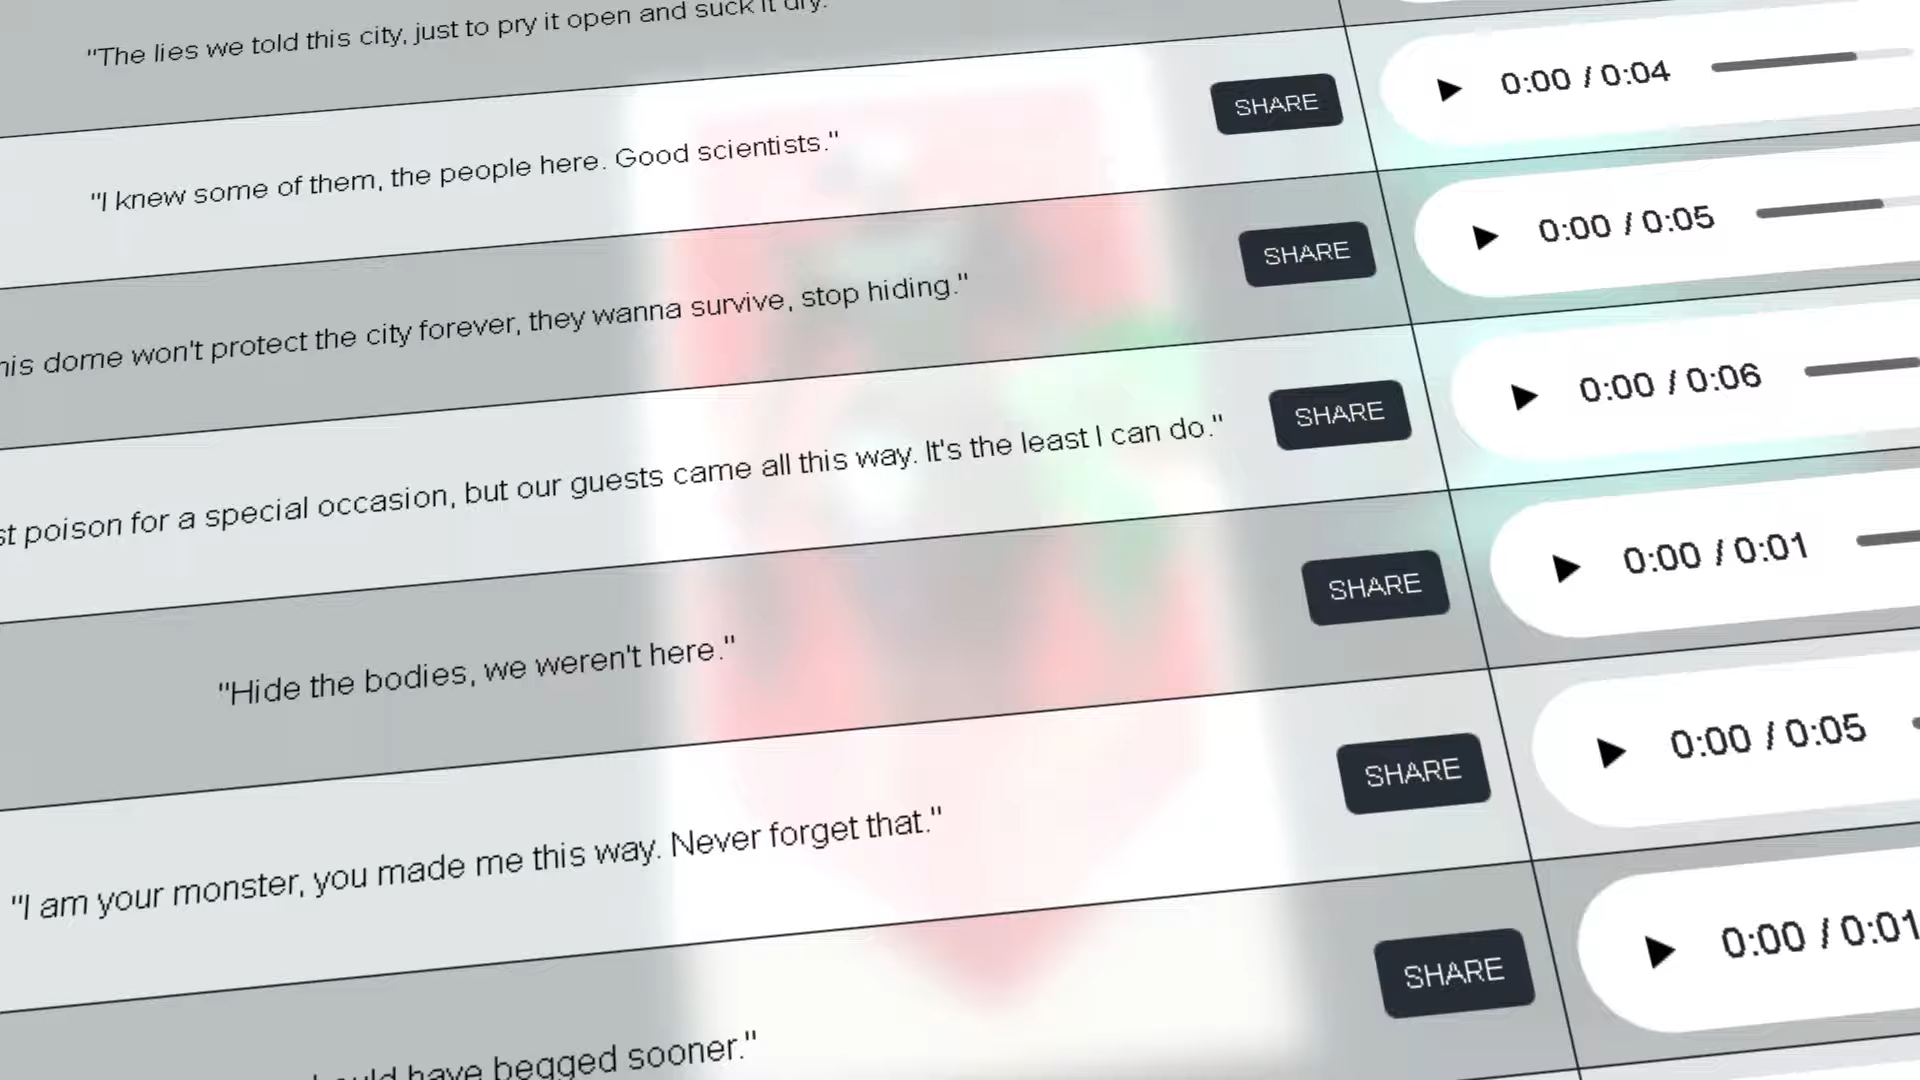 "The lies we told this city, just to pry it open and suck it dry."
"I knew some of them, the people here. Good scientists."
SHARE
0:00 / 0:04
dome won't protect the city forever, they wanna survive, stop hiding."
SHARE
0:00 / 0:05
poison for a special occasion, but our guests came all this way. It's the least I can do."
SHARE
0:00 / 0:06
"Hide the bodies, we weren't here."
SHARE
0:00 / 0:01
"I am your monster, you made me this way. Never forget that."
SHARE
0:00 / 0:05
have begged sooner."
SHARE
0:00 / 0:01